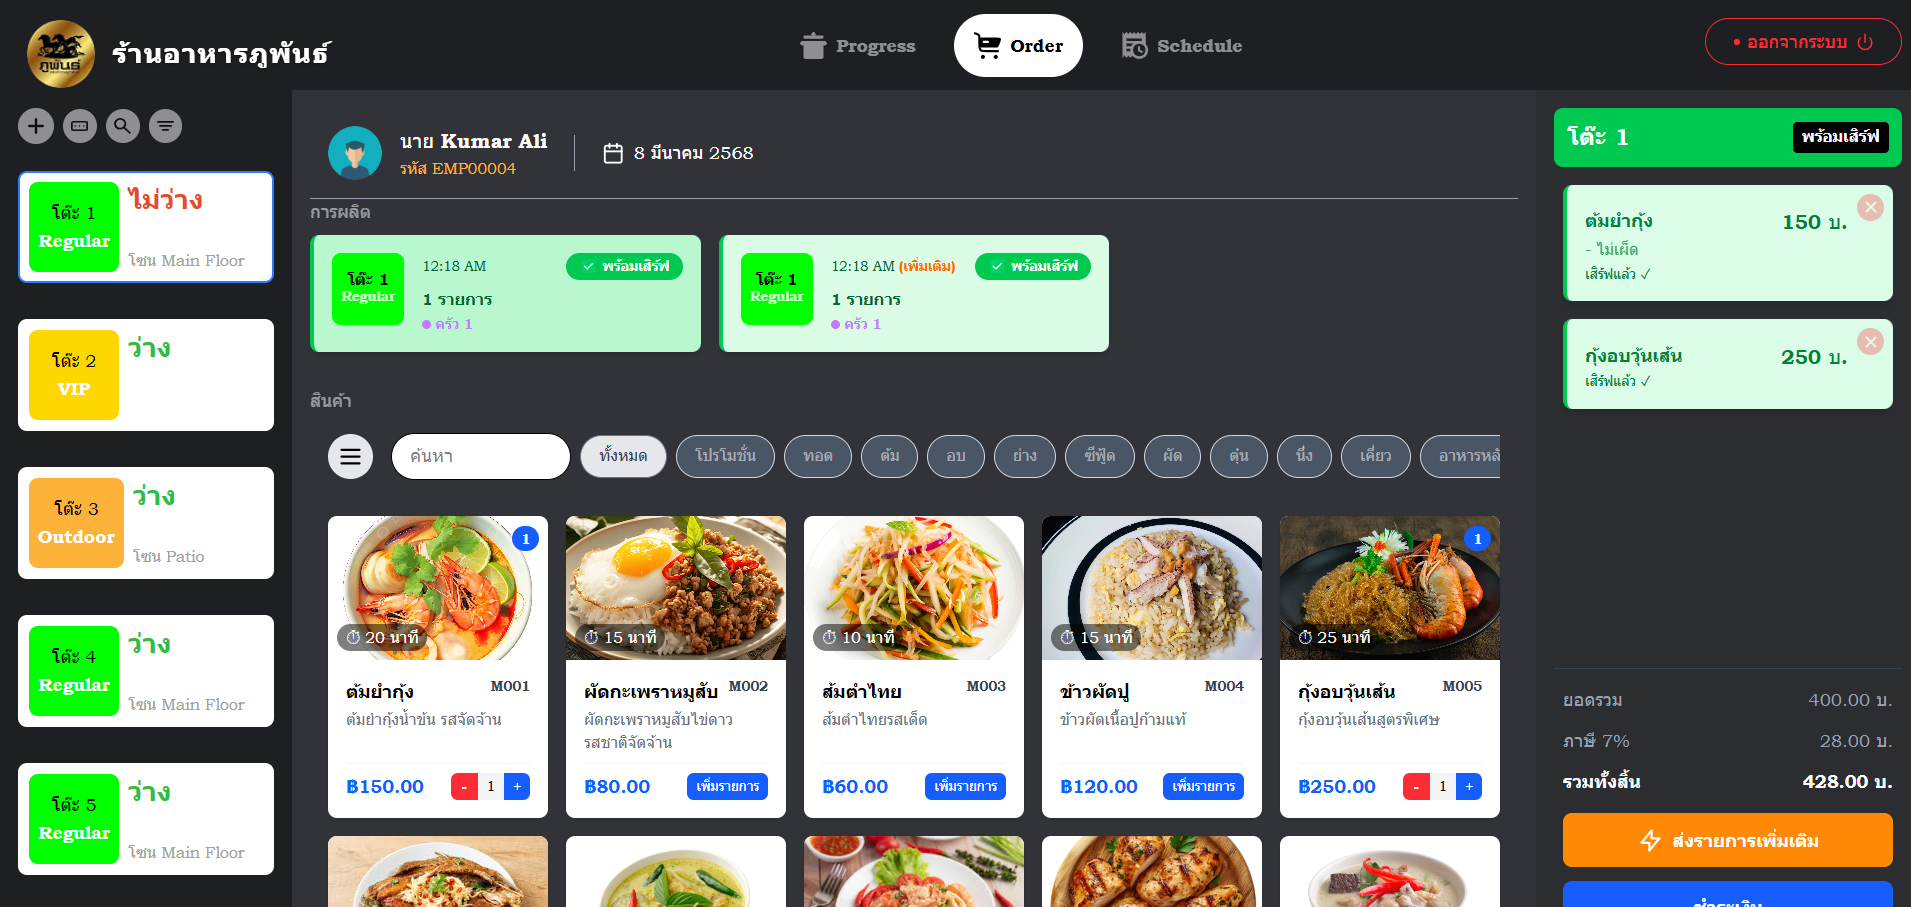 ภูพันธ์
ร้านอาหารภูพันธ์
Progress
Order
Schedule
• ออกจากระบบ
โต๊ะ 1
Regular
ไม่ว่าง
โซน Main Floor
โต๊ะ 2
VIP
ว่าง
โต๊ะ 3
Outdoor
ว่าง
โซน Patio
โต๊ะ 4
Regular
ว่าง
โซน Main Floor
โต๊ะ 5
Regular
ว่าง
โซน Main Floor
นาย Kumar Ali
รหัส EMP00004
8 มีนาคม 2568
การผลิต
โต๊ะ 1
Regular
12:18 AM
✓ พร้อมเสิร์ฟ
1 รายการ
ครัว 1
โต๊ะ 1
Regular
12:18 AM (เพิ่มเติม)
✓ พร้อมเสิร์ฟ
1 รายการ
ครัว 1
สินค้า
ค้นหา
ทั้งหมด
โปรโมชั่น
ทอด
ต้ม
อบ
ย่าง
ซีฟู้ด
ผัด
ตุ๋น
นึ่ง
เคี่ยว
อาหารหลั
1
20 นาที
ต้มยำกุ้ง M001
ต้มยำกุ้งน้ำข้น รสจัดจ้าน
฿150.00 - 1 +
15 นาที
ผัดกะเพราหมูสับ M002
ผัดกะเพราหมูสับไข่ดาว
รสชาติจัดจ้าน
฿80.00 เพิ่มรายการ
10 นาที
ส้มตำไทย M003
ส้มตำไทยรสเด็ด
฿60.00 เพิ่มรายการ
15 นาที
ข้าวผัดปู M004
ข้าวผัดเนื้อปูก้ามแท้
฿120.00 เพิ่มรายการ
1
25 นาที
กุ้งอบวุ้นเส้น M005
กุ้งอบวุ้นเส้นสูตรพิเศษ
฿250.00 - 1 +
โต๊ะ 1
พร้อมเสิร์ฟ
ต้มยำกุ้ง 150 บ.
- ไม่เผ็ด
เสิร์ฟแล้ว ✓
กุ้งอบวุ้นเส้น 250 บ.
เสิร์ฟแล้ว ✓
ยอดรวม 400.00 บ.
ภาษี 7% 28.00 บ.
รวมทั้งสิ้น 428.00 บ.
ส่งรายการเพิ่มเติม
ชำระเงิน